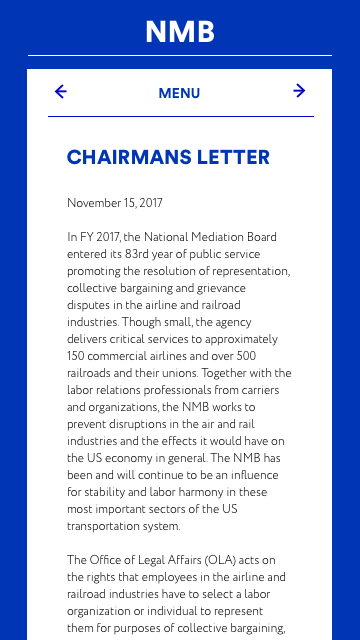 NMB
MENU
CHAIRMANS LETTER
November 15, 2017
In FY 2017, the National Mediation Board
entered its 83rd year of public service
promoting the resolution of representation,
collective bargaining and grievance
disputes in the airline and railroad
industries. Though small, the agency
delivers critical services to approximately
150 commercial airlines and over 500
railroads and their unions. Together with the
labor relations professionals from carriers
and organizations, the NMB works to
prevent disruptions in the air and rail
industries and the effects it would have on
the US economy in general. The NMB has
been and will continue to be an influence
for stability and labor harmony in these
most important sectors of the US
transportation system.
The Office of Legal Affairs (OLA) acts on
the rights that employees in the airline and
railroad industries have to select a labor
organization or individual to represent
them for purposes of collective bargaining,